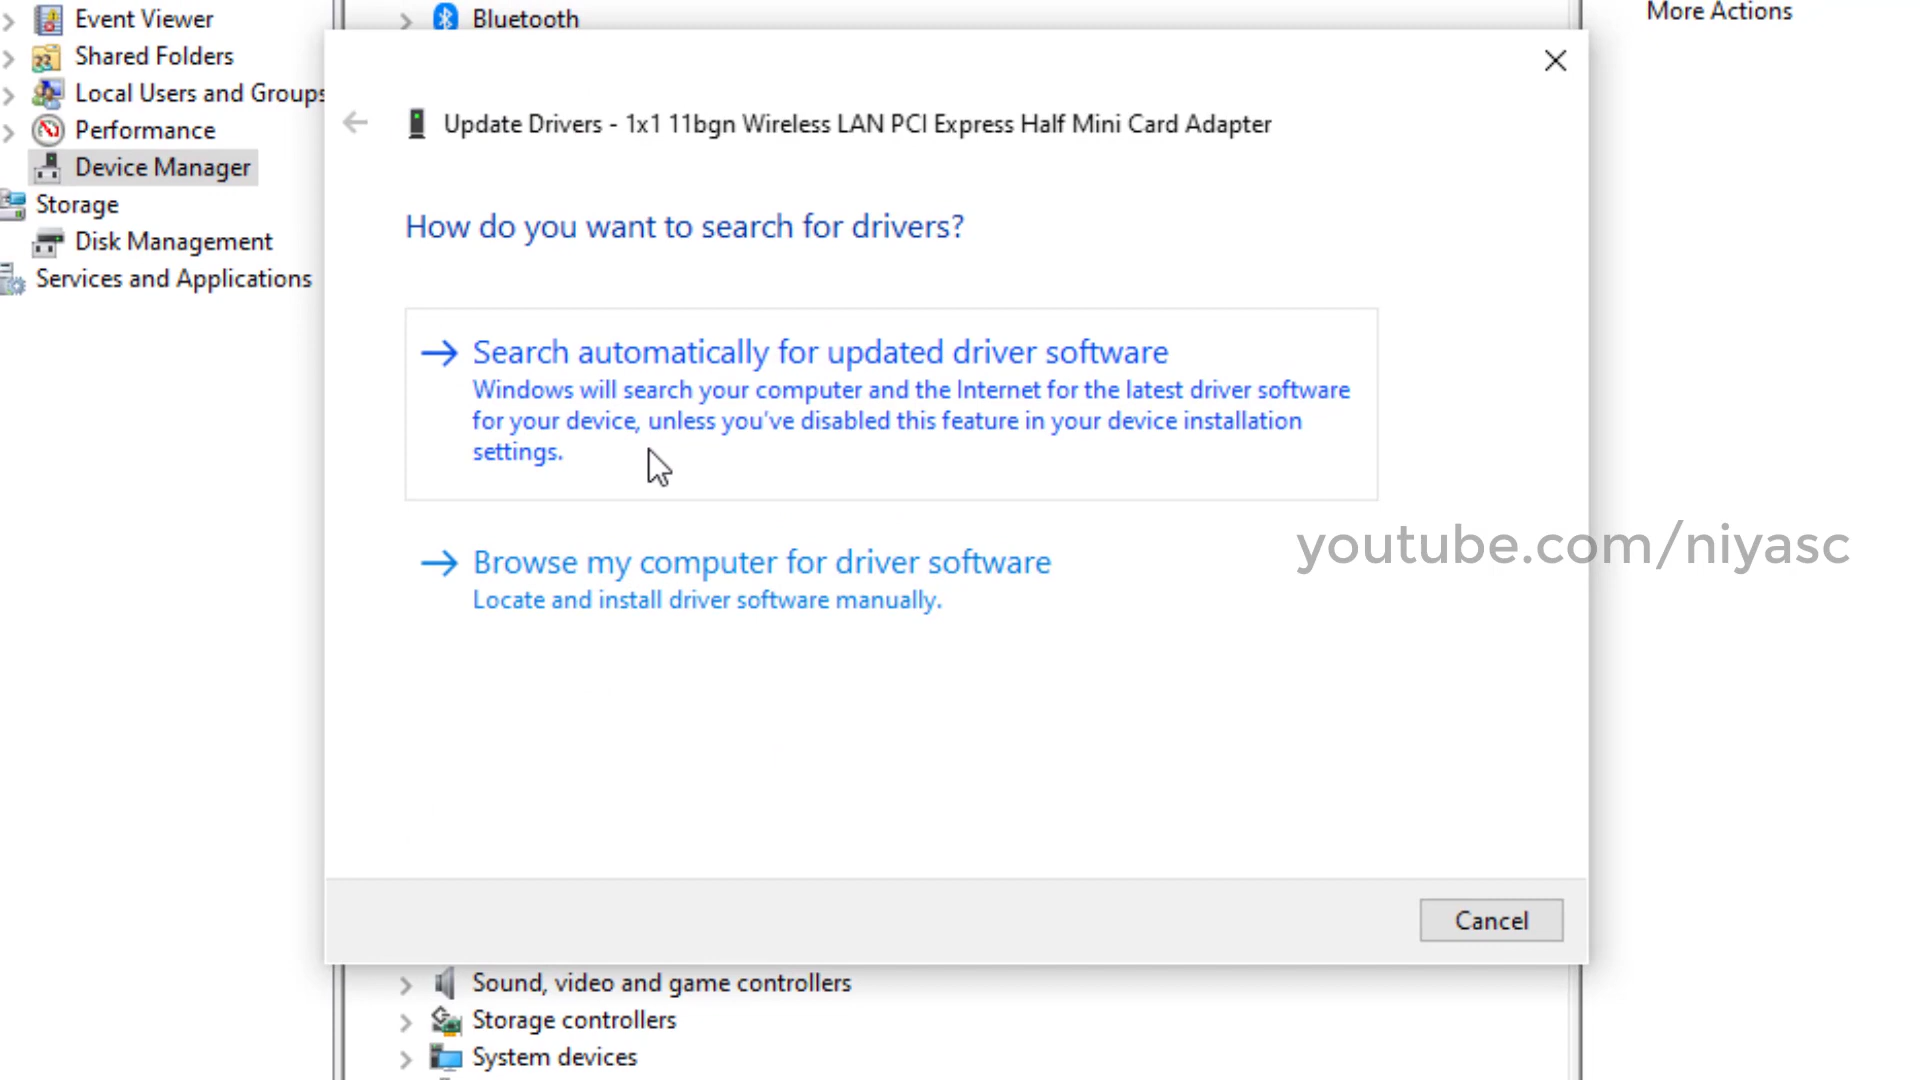 Event Viewer
Shared Folders
Local Users and Groups
Performance
Device Manager
Storage
Disk Management
Services and Applications
Bluetooth
More Actions
Update Drivers - 1x1 11bgn Wireless LAN PCI Express Half Mini Card Adapter
How do you want to search for drivers?
Search automatically for updated driver software
Windows will search your computer and the Internet for the latest driver software
for your device, unless you've disabled this feature in your device installation
settings.
Browse my computer for driver software
Locate and install driver software manually.
youtube.com/niyasc
Cancel
Sound, video and game controllers
Storage controllers
System devices